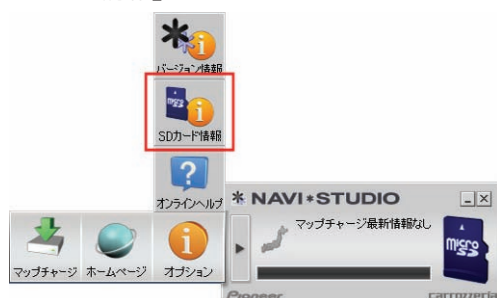 バージョン情報
SDカード情報
オンラインヘルプ
NAVI*STUDIO
マップチャージ最新情報なし
micro
マップチャージ
ホームページ
オプション
Pioneer
carrozzeria